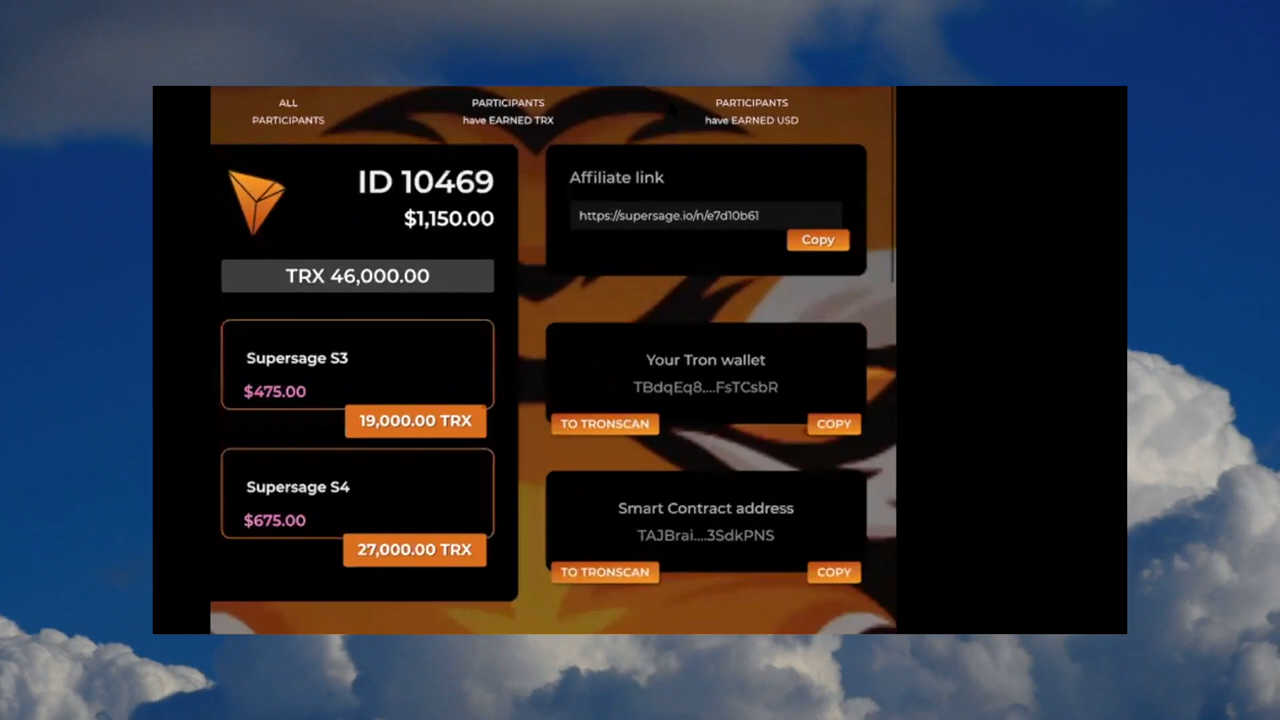 ALL
PARTICIPANTS
PARTICIPANTS
have EARNED TRX
PARTICIPANTS
have EARNED USD
ID 10469
$1,150.00
TRX 46,000.00
Supersage S3
$475.00
19,000.00 TRX
Supersage S4
$675.00
27,000.00 TRX
Affiliate link
https://supersage.io/n/e7d10b61
Copy
Your Tron wallet
TBdqEq8....FsTCsbR
TO TRONSCAN
COPY
Smart Contract address
TAJBrai....3SdkPNS
TO TRONSCAN
COPY